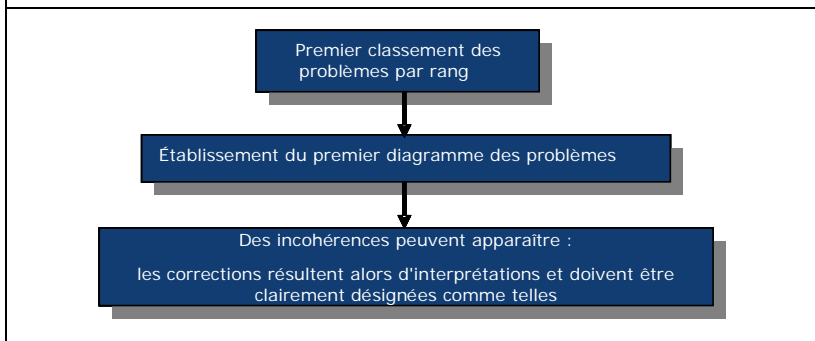 Premier classement des
problèmes par rang
Établissement du premier diagramme des problèmes
Des incohérences peuvent apparaître :
les corrections résultent alors d'interprétations et doivent être
clairement désignées comme telles